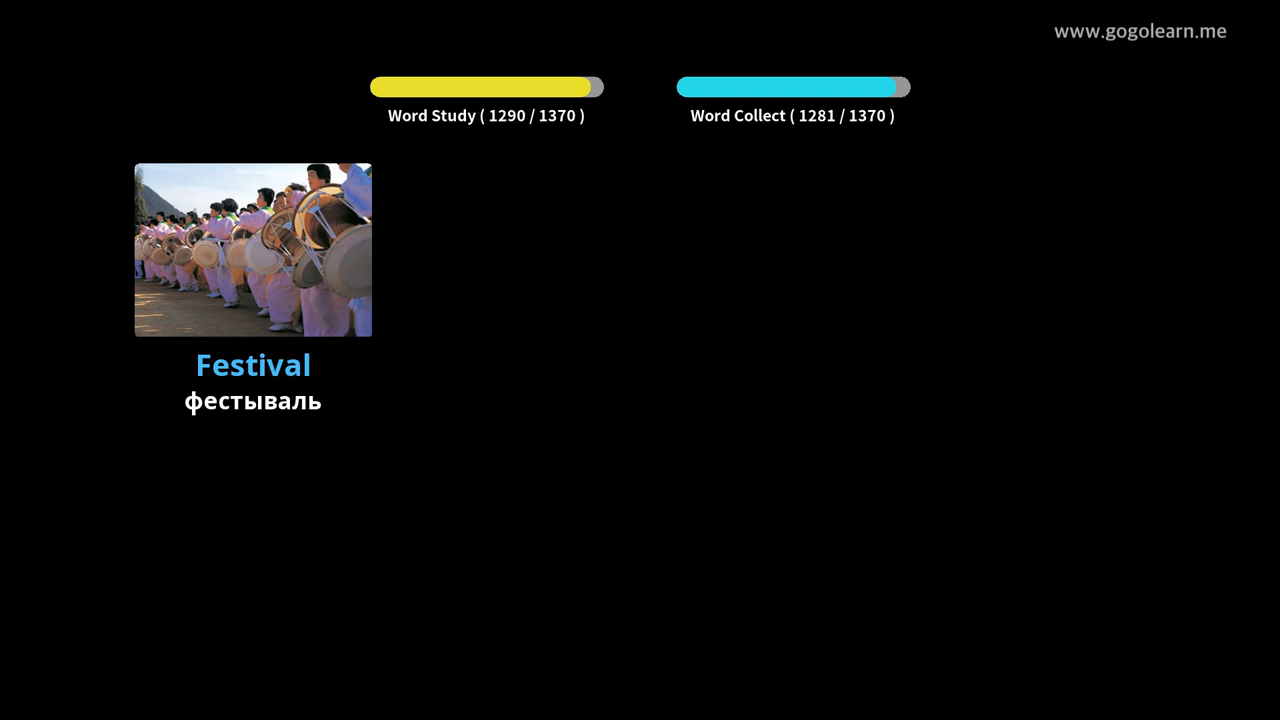 www.gogolearn.me
Word Study ( 1290 / 1370 )
Word Collect ( 1281 / 1370 )
Festival
фестываль